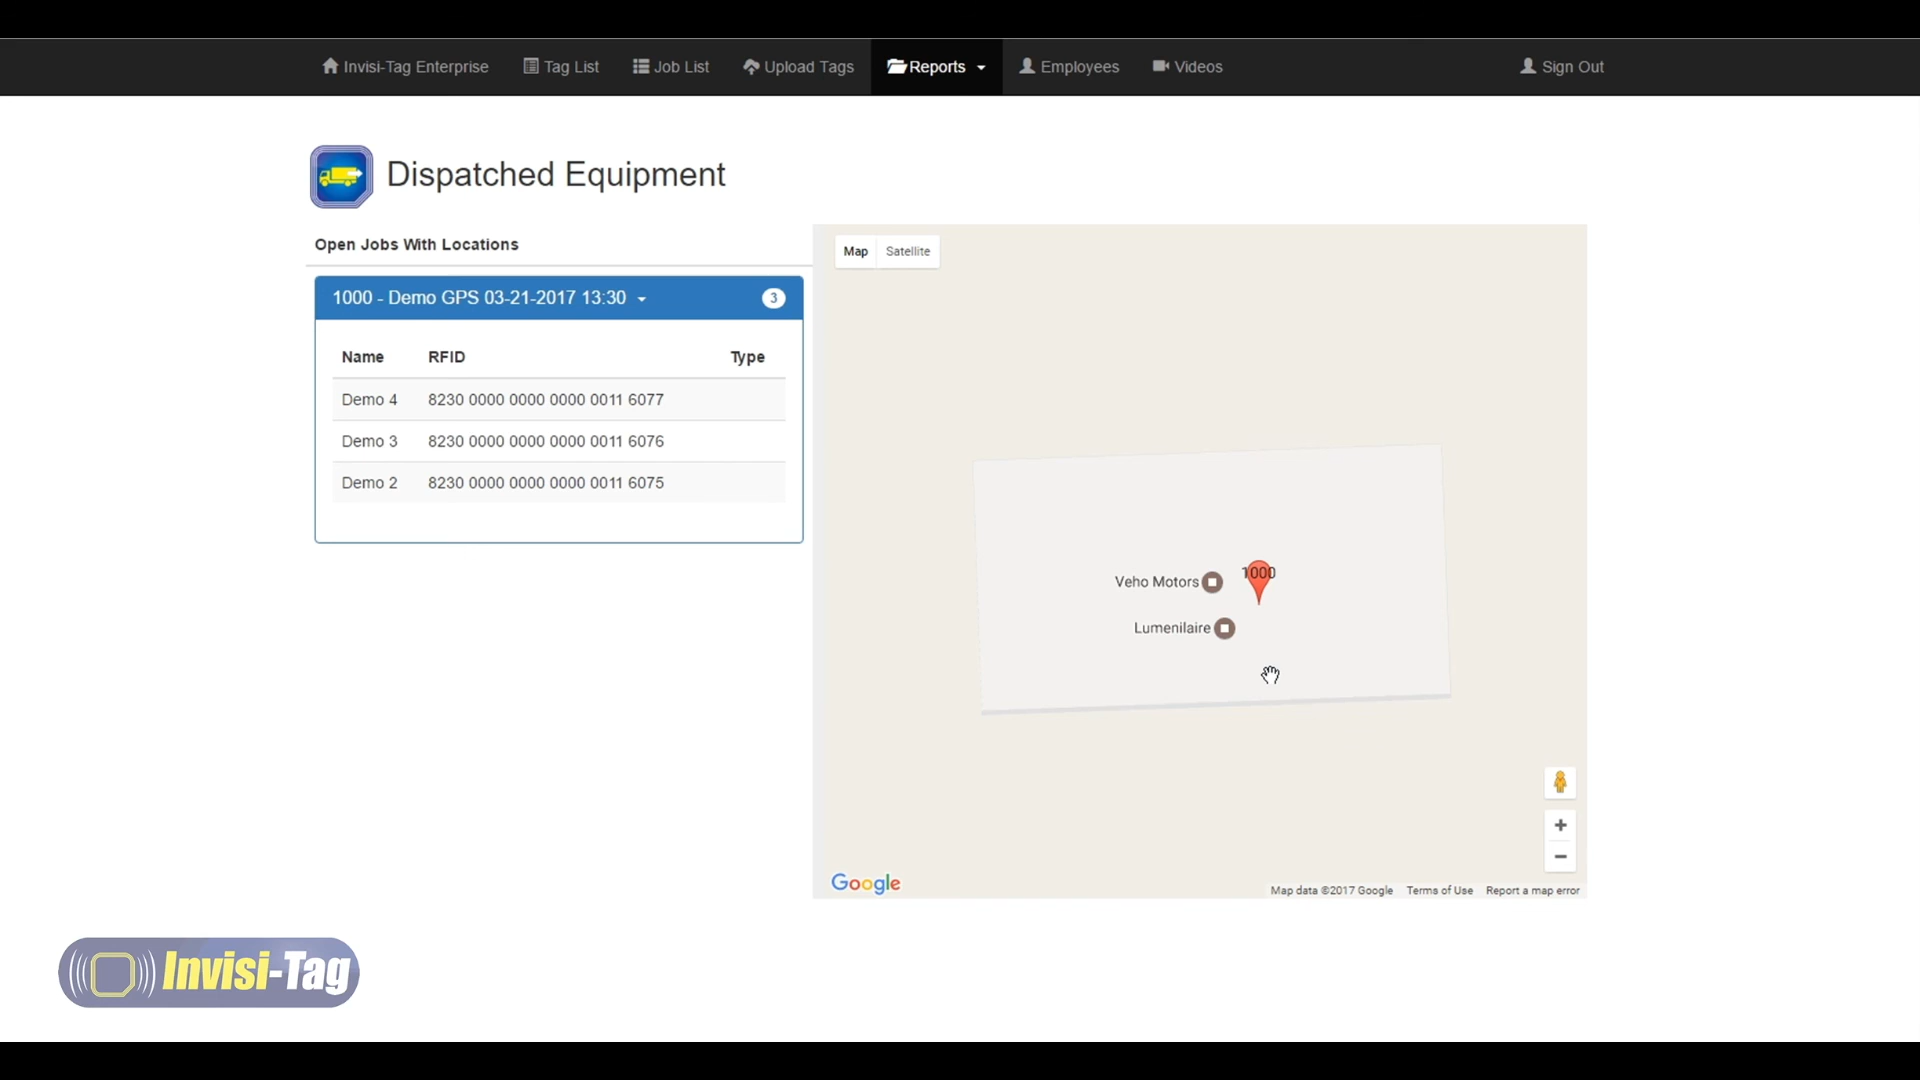 Invisi-Tag Enterprise Tag List Job List Upload Tags Reports Employees Videos Sign Out
Dispatched Equipment
Open Jobs With Locations
1000 - Demo GPS 03-21-2017 13:30 3
Name RFID Type
Demo 4 8230 0000 0000 0000 0011 6077
Demo 3 8230 0000 0000 0000 0011 6076
Demo 2 8230 0000 0000 0000 0011 6075
Map Satellite
Veho Motors
1000
Lumenilaire
+
−
Google
Map data ©2017 Google Terms of Use Report a map error
Invisi-Tag